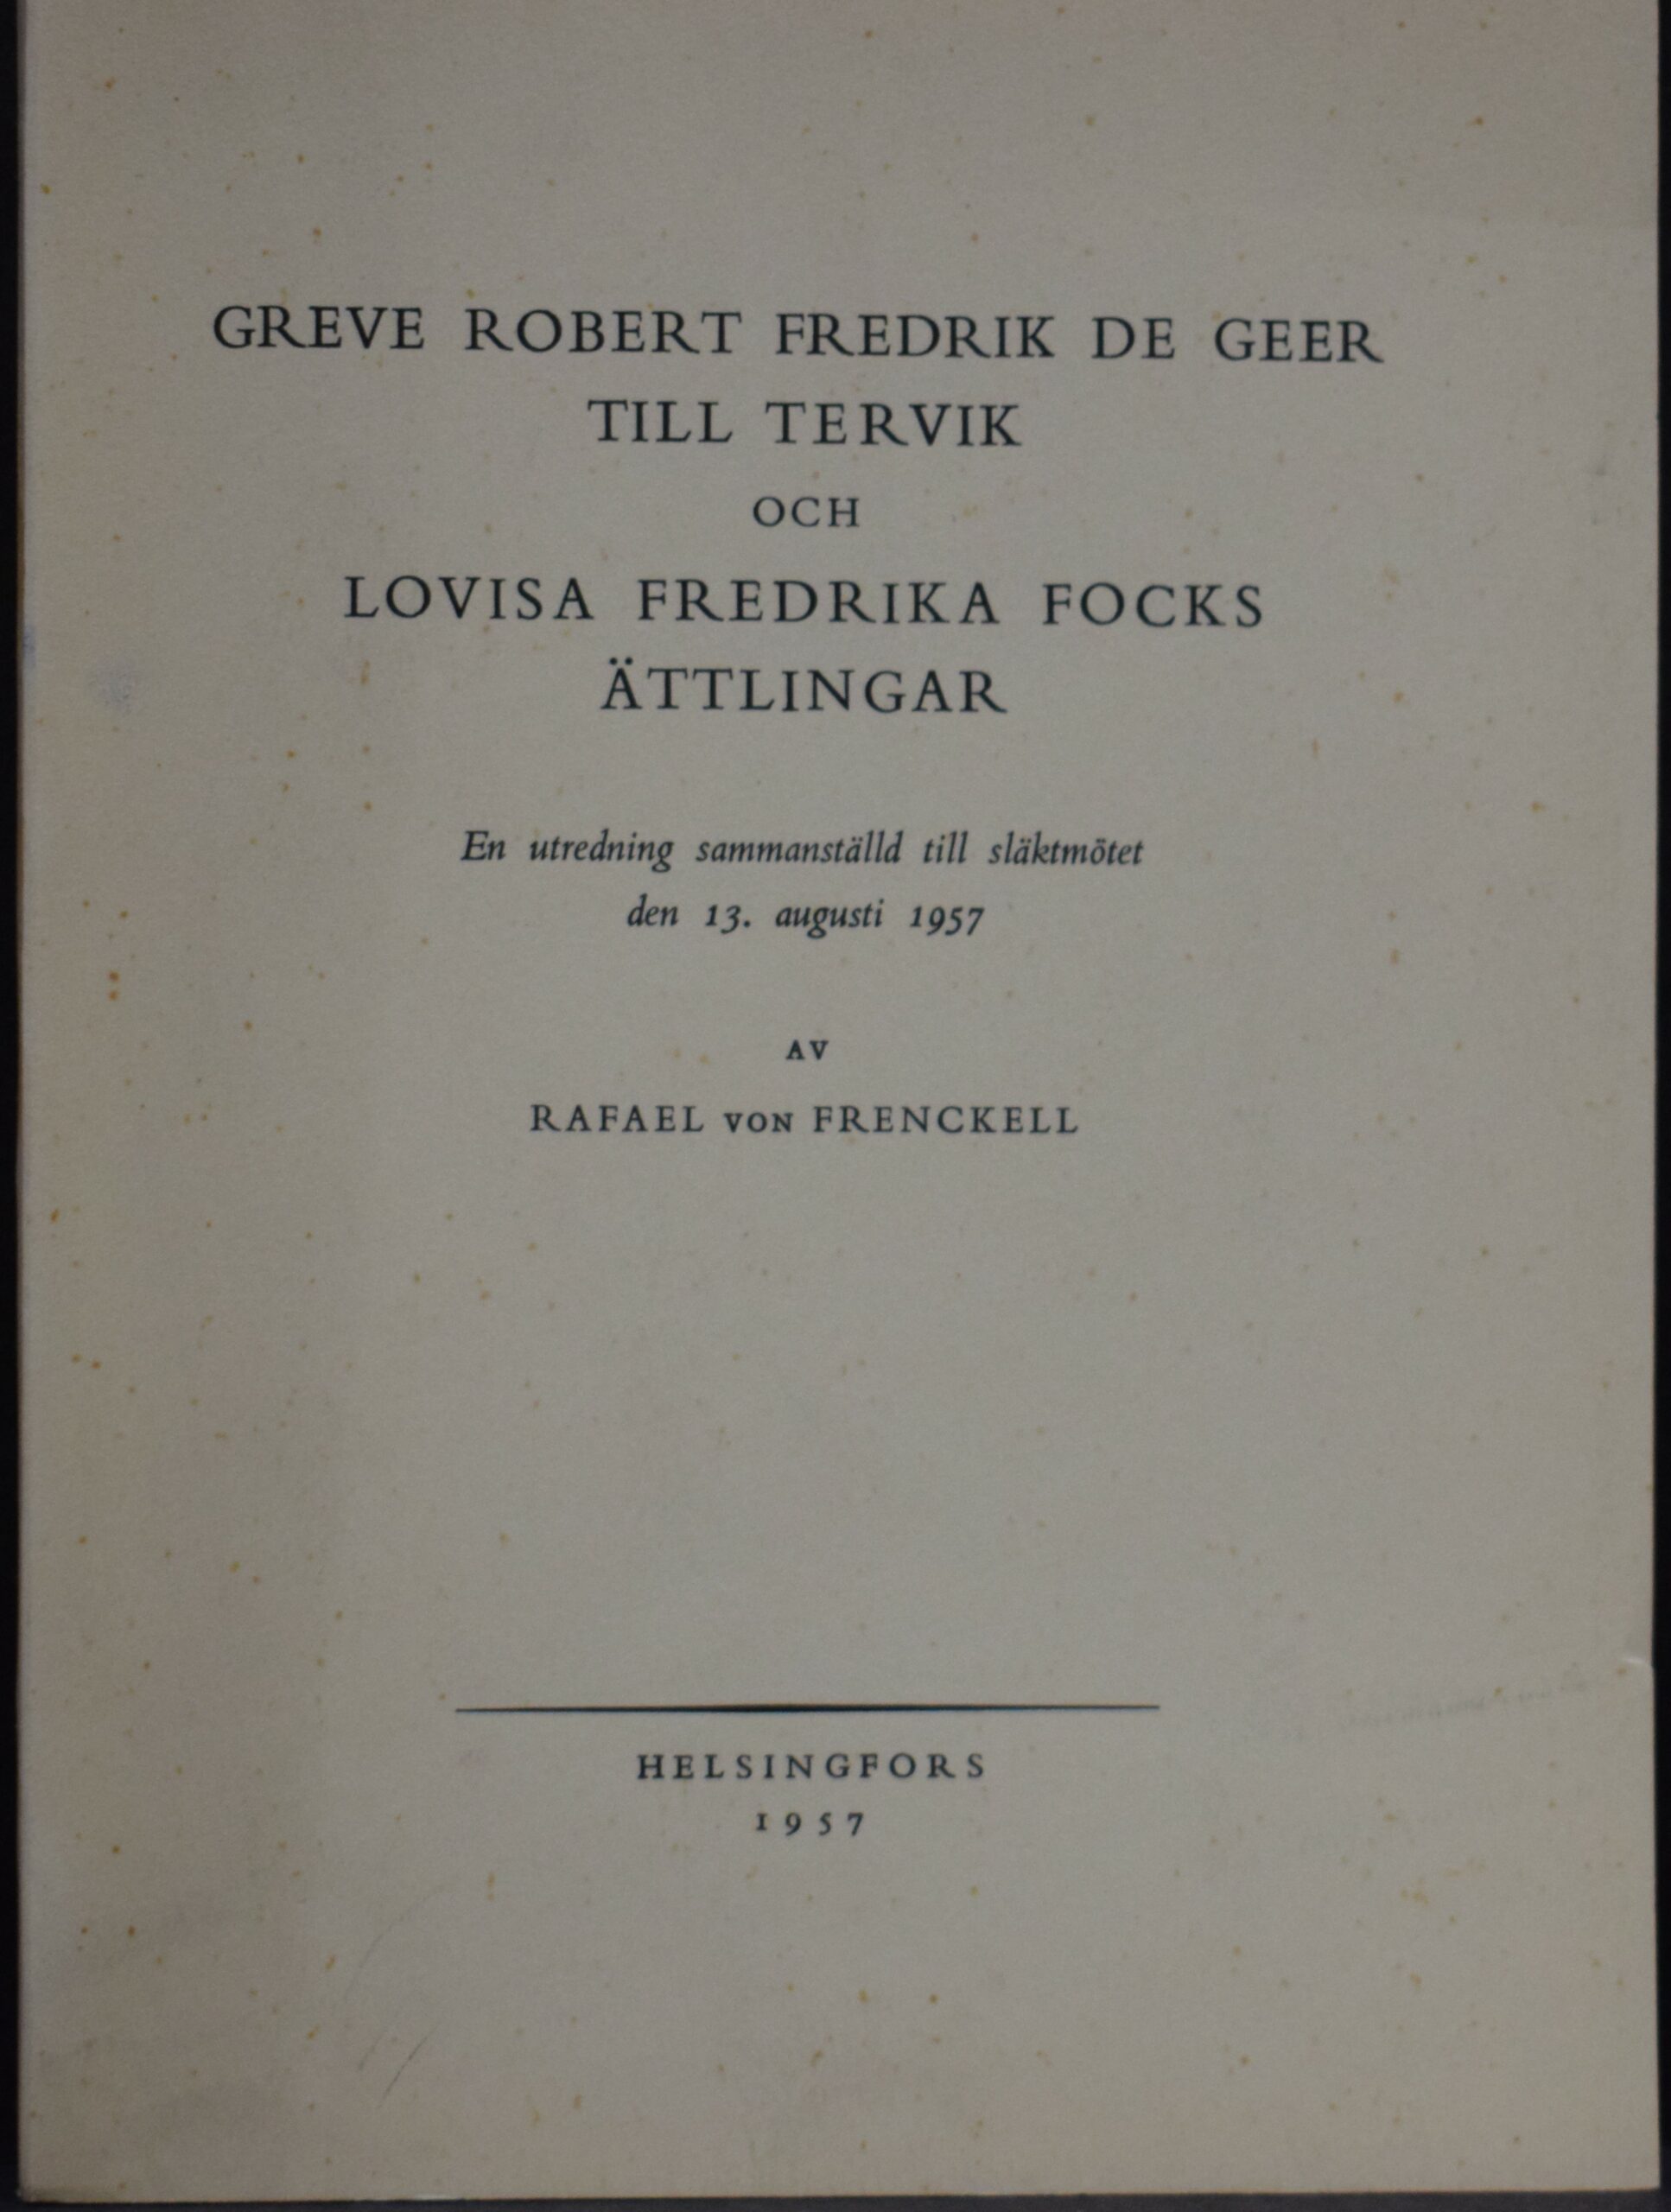 GREVE ROBERT FREDRIK DE GEER
TILL TERVIK
OCH
LOVISA FREDRIKA FOCKS
ÄTTLINGAR
En utredning sammanställd till släktmötet
den 13. augusti 1957
AV
RAFAEL VON FRENCKELL
HELSINGFORS
1957